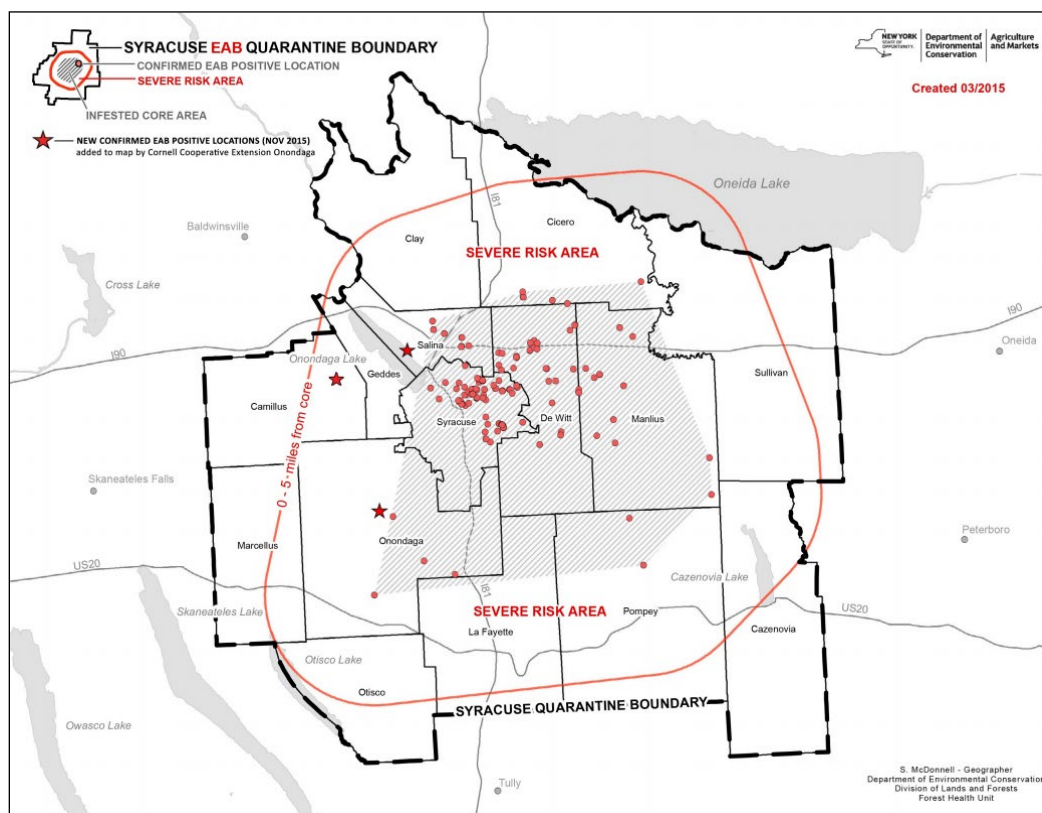 SYRACUSE EAB QUARANTINE BOUNDARY
CONFIRMED EAB POSITIVE LOCATION
SEVERE RISK AREA
INFESTED CORE AREA
NEW CONFIRMED EAB POSITIVE LOCATIONS (NOV 2015)
added to map by Cornell Cooperative Extension Onondaga
NEW YORK
STATE OF
OPPORTUNITY.
Department of
Environmental
Conservation
Agriculture
and Markets
Created 03/2015
Oneida Lake
I81
Baldwinsville
Clay
Cicero
SEVERE RISK AREA
Cross Lake
I90
I90
Oneida
Salina
Onondaga Lake
Geddes
Sullivan
Camillus
Syracuse
De Witt
Manlius
0 - 5 - miles from core
Skaneateles Falls
Peterboro
Marcellus
Onondaga
US20
Cazenovia Lake
I81
Skaneateles Lake
SEVERE RISK AREA
Pompey
US20
La Fayette
Cazenovia
Otisco Lake
Otisco
SYRACUSE QUARANTINE BOUNDARY
Owasco Lake
Tully
S. McDonnell - Geographer
Department of Environmental Conservation
Division of Lands and Forests
Forest Health Unit